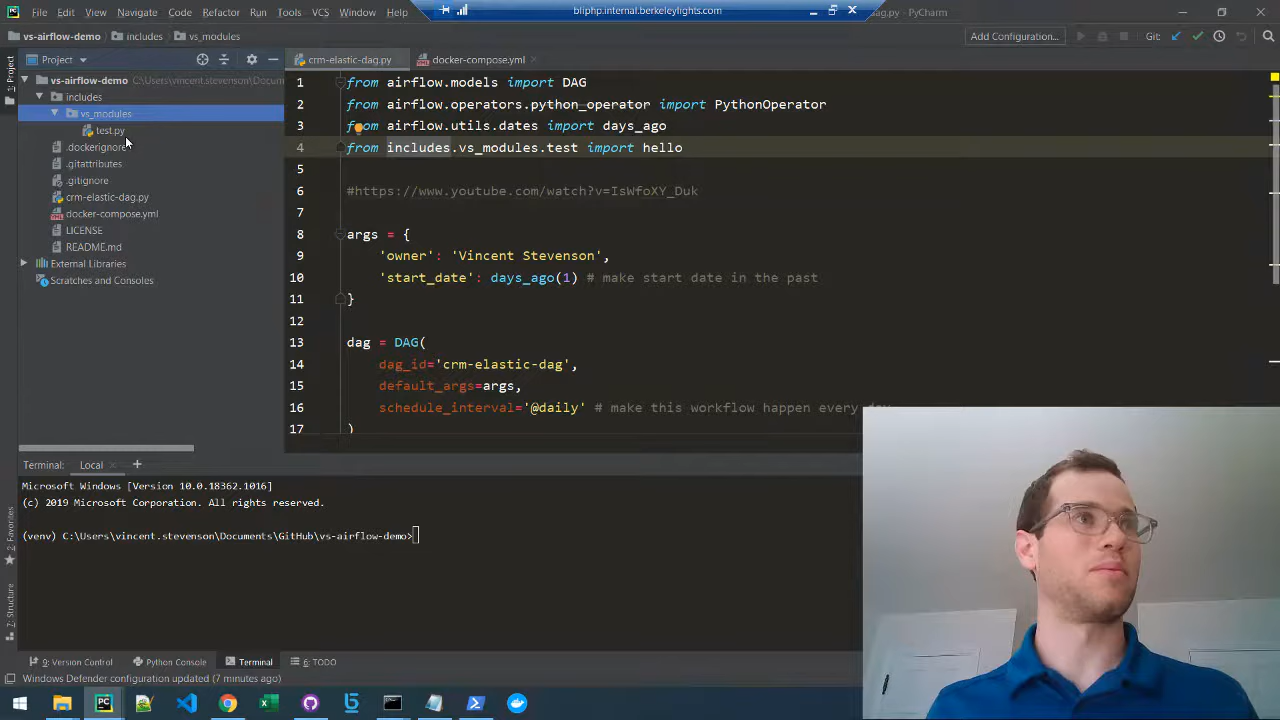 File Edit View Navigate Code Refactor Run Tools VCS Window Help
bliphp.internal.berkeleylights.com
PyCharm
vs-airflow-demo includes vs_modules
Add Configuration...
Git:
1: Project
Project
crm-elastic-dag.py
docker-compose.yml
vs-airflow-demo C:\Users\vincent.stevenson\Docum
includes
vs_modules
test.py
.dockerignore
.gitattributes
.gitignore
crm-elastic-dag.py
docker-compose.yml
LICENSE
README.md
External Libraries
Scratches and Consoles
1 from airflow.models import DAG
2 from airflow.operators.python_operator import PythonOperator
3 from airflow.utils.dates import days_ago
4 from includes.vs_modules.test import hello
5
6 #https://www.youtube.com/watch?v=IsWfoXY_Duk
7
8 args = {
9 'owner': 'Vincent Stevenson',
10 'start_date': days_ago(1) # make start date in the past
11 }
12
13 dag = DAG(
14 dag_id='crm-elastic-dag',
15 default_args=args,
16 schedule_interval='@daily' # make this workflow happen every day
17 )
Terminal: Local +
Microsoft Windows [Version 10.0.18362.1016]
(c) 2019 Microsoft Corporation. All rights reserved.
(venv) C:\Users\vincent.stevenson\Documents\GitHub\vs-airflow-demo>
2: Favorites
7: Structure
9: Version Control Python Console Terminal 6: TODO
Windows Defender configuration updated (7 minutes ago)